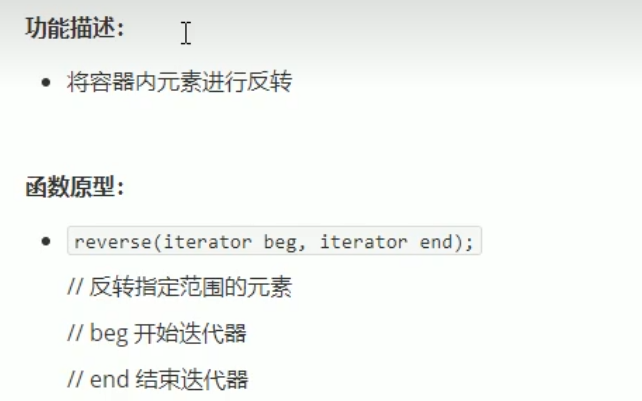 功能描述：
将容器内元素进行反转
函数原型：
reverse(iterator beg, iterator end);
// 反转指定范围的元素
// beg 开始迭代器
// end 结束迭代器